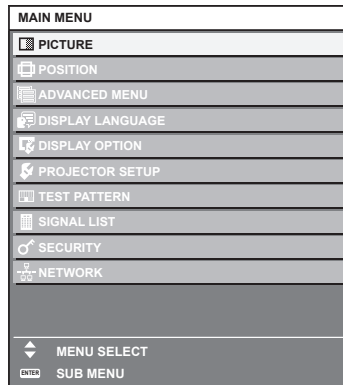 MAIN MENU
PICTURE
POSITION
ADVANCED MENU
DISPLAY LANGUAGE
DISPLAY OPTION
PROJECTOR SETUP
TEST PATTERN
SIGNAL LIST
SECURITY
NETWORK
MENU SELECT
ENTER SUB MENU